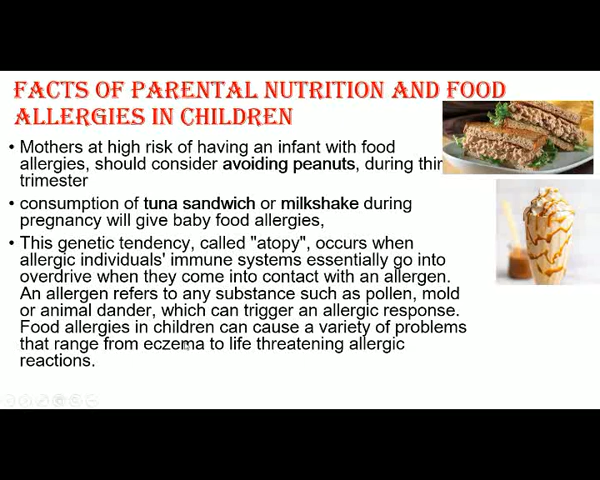 FACTS OF PARENTAL NUTRITION AND FOOD
ALLERGIES IN CHILDREN
• Mothers at high risk of having an infant with food
allergies, should consider avoiding peanuts, during thir
trimester
• consumption of tuna sandwich or milkshake during
pregnancy will give baby food allergies,
• This genetic tendency, called "atopy", occurs when
allergic individuals' immune systems essentially go into
overdrive when they come into contact with an allergen.
An allergen refers to any substance such as pollen, mold
or animal dander, which can trigger an allergic response.
Food allergies in children can cause a variety of problems
that range from eczema to life threatening allergic
reactions.